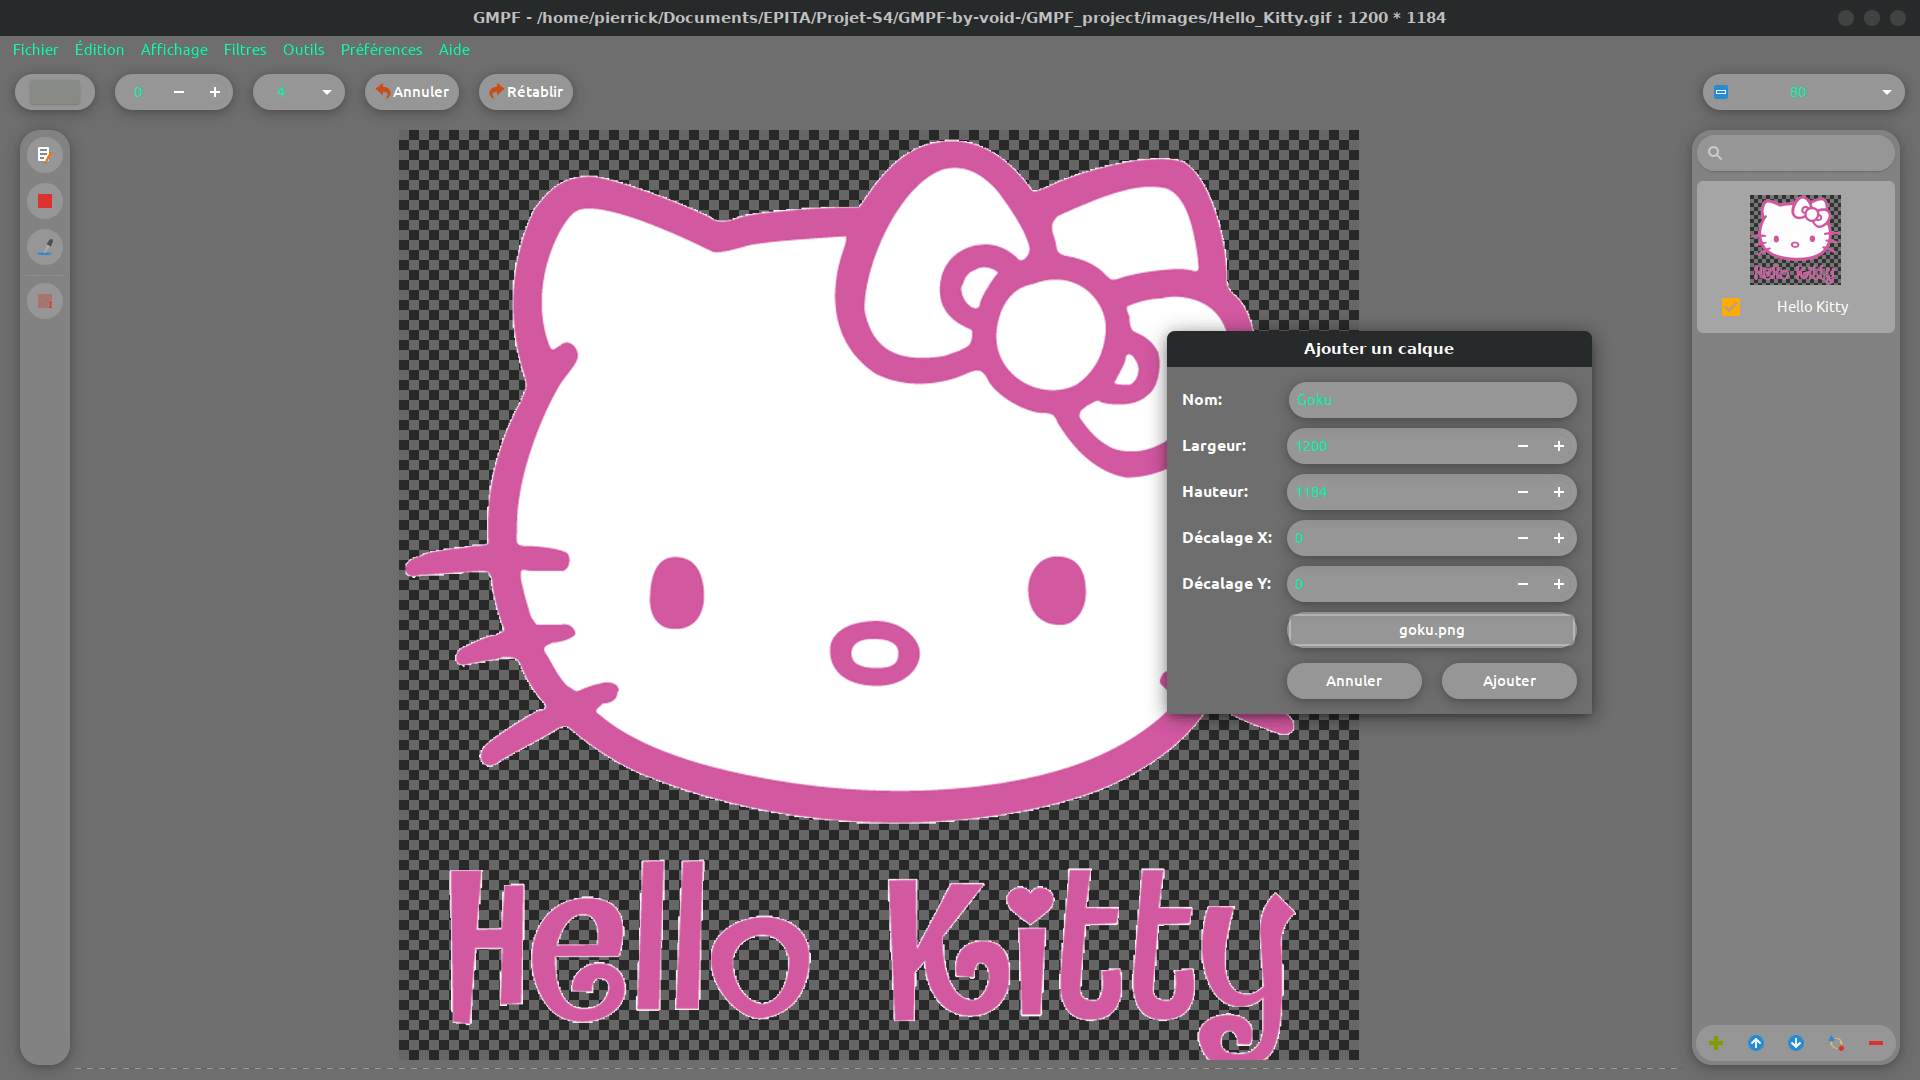 GMPF - /home/pierrick/Documents/EPITA/Projet-S4/GMPF-by-void-/GMPF_project/images/Hello_Kitty.gif : 1200 * 1184
Fichier Édition Affichage Filtres Outils Préférences Aide
0 4 Annuler Rétablir 80
Hello Kitty
Hello Kitty
Ajouter un calque
Nom: Goku
Largeur: 1200
Hauteur: 1184
Décalage X: 0
Décalage Y: 0
goku.png
Annuler Ajouter
Hello Kitty